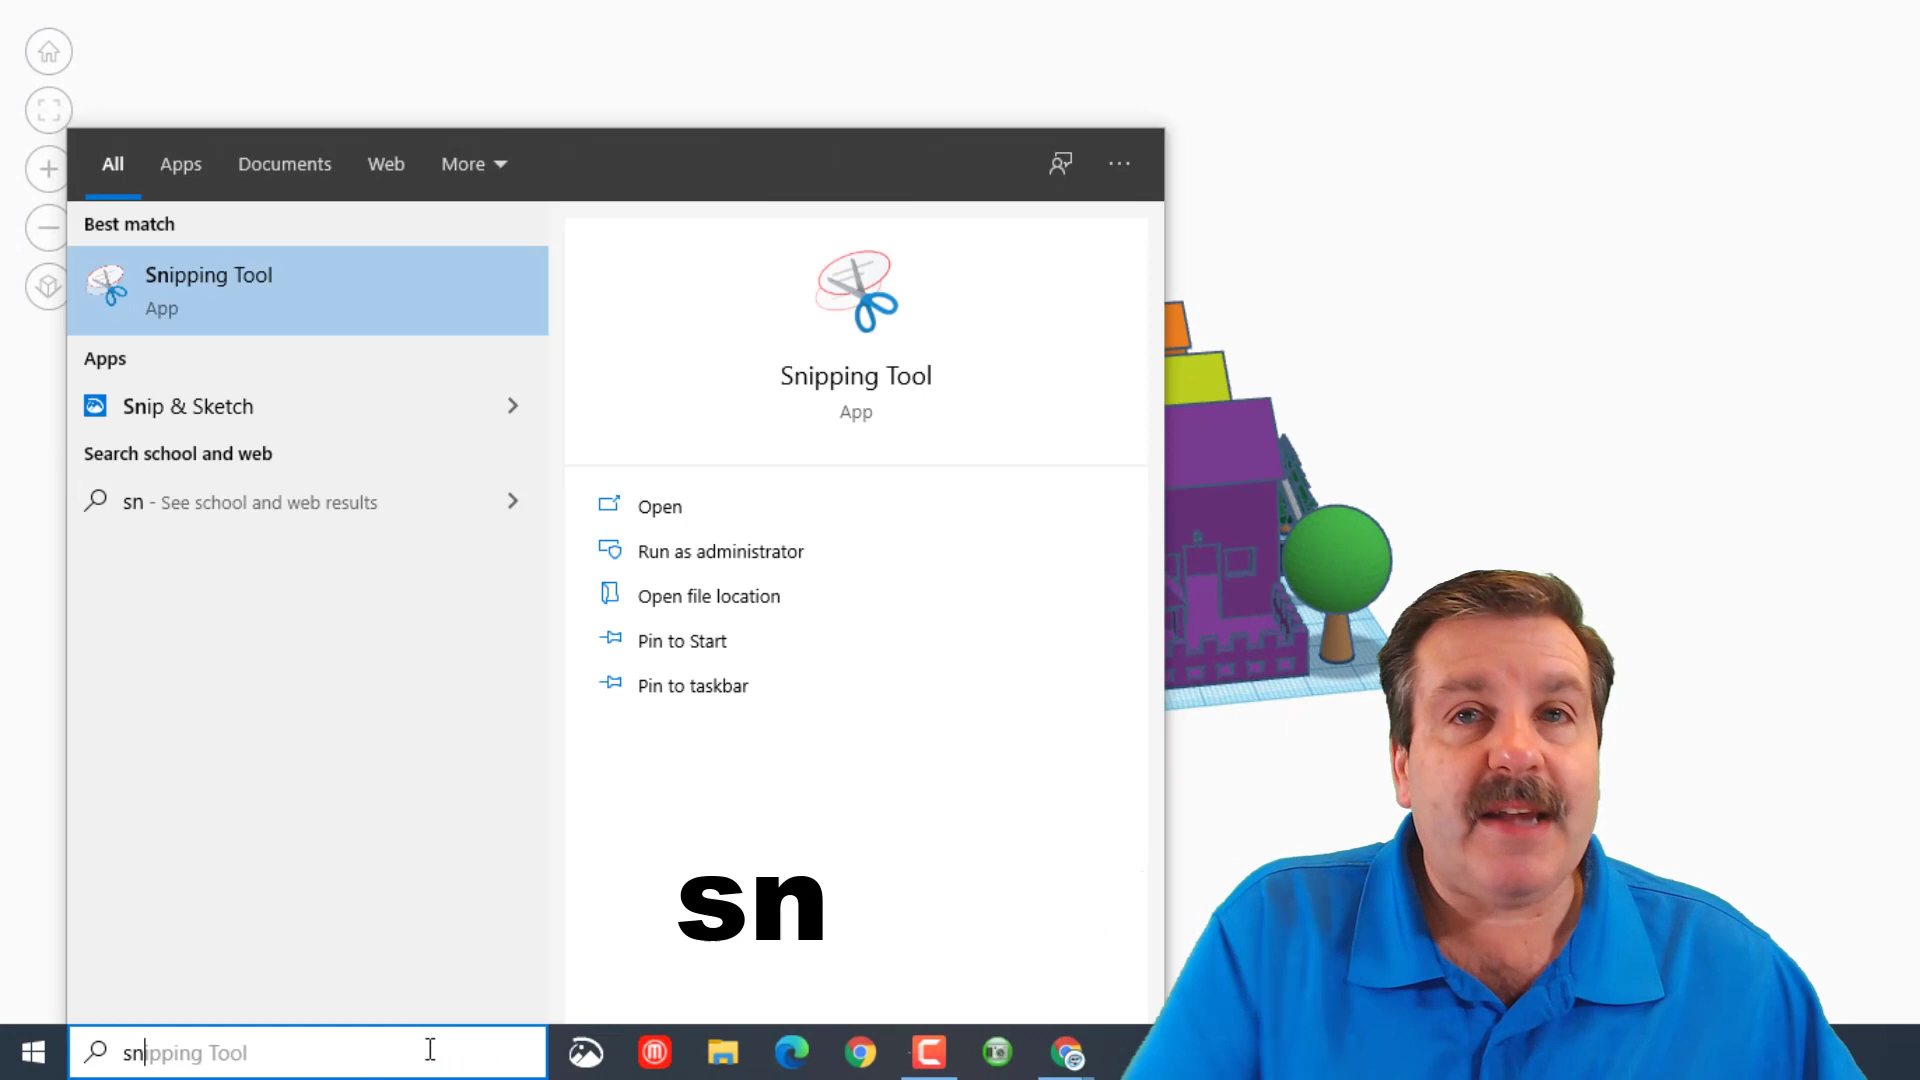 All Apps Documents Web More
Best match
Snipping Tool
App
Apps
Snip & Sketch
Search school and web
sn - See school and web results
Snipping Tool
App
Open
Run as administrator
Open file location
Pin to Start
Pin to taskbar
sn
snipping Tool